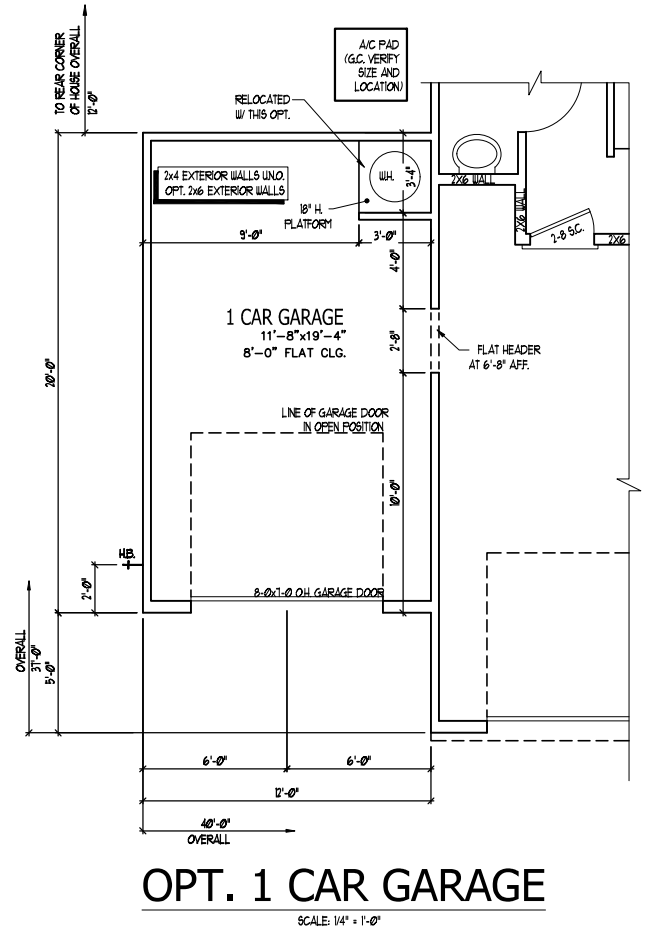 TO REAR CORNER
OF HOUSE OVERALL
12'-0"
A/C PAD
(G.C. VERIFY
SIZE AND
LOCATION)
RELOCATED
W/ THIS OPT.
2x4 EXTERIOR WALLS U.N.O.
OPT. 2x6 EXTERIOR WALLS
W.H.
3'-4"
18" H.
PLATFORM
2X6 WALL
2X6 WALL
2-8 S.C.
2X6
9'-0"
3'-0"
4'-0"
1 CAR GARAGE
11'-8"x19'-4"
8'-0" FLAT CLG.
2'-8"
FLAT HEADER
AT 6'-8" AFF.
20'-0"
LINE OF GARAGE DOOR
IN OPEN POSITION
10'-0"
H.B.
2'-0"
8-0x7-0 O.H. GARAGE DOOR
OVERALL
37'-0"
5'-0"
6'-0"
6'-0"
12'-0"
40'-0"
OVERALL
OPT. 1 CAR GARAGE
SCALE: 1/4" = 1'-0"